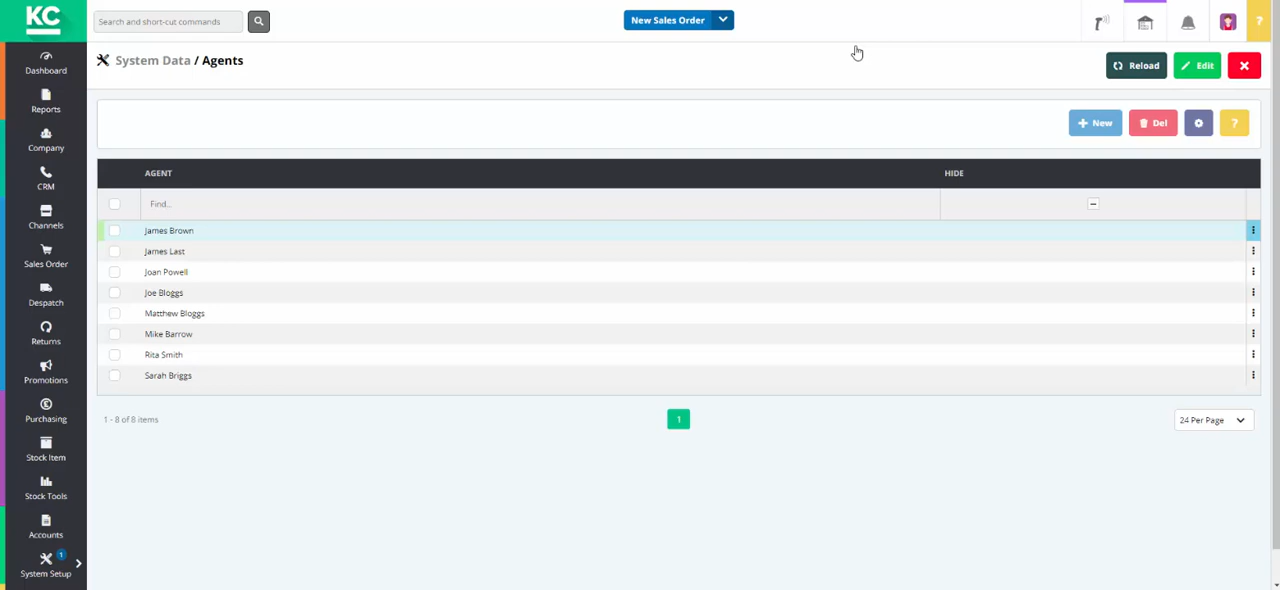 KC
Search and short-cut commands
New Sales Order
?
System Data / Agents
Reload
Edit
Dashboard
Reports
Company
CRM
Channels
Sales Order
Despatch
Returns
Promotions
Purchasing
Stock Item
Stock Tools
Accounts
1
System Setup
+ New
Del
?
AGENT HIDE
Find...
James Brown
James Last
Joan Powell
Joe Bloggs
Matthew Bloggs
Mike Barrow
Rita Smith
Sarah Briggs
1 - 8 of 8 items
1
24 Per Page